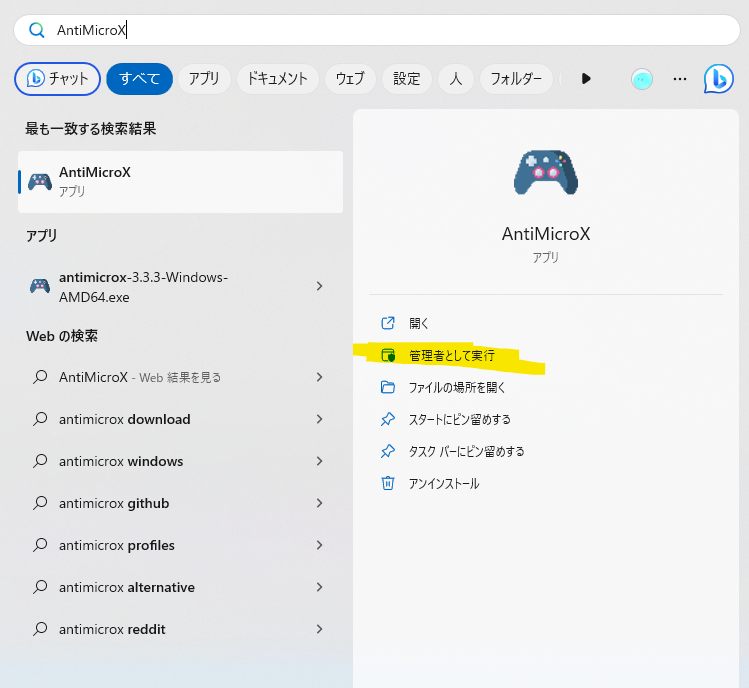 AntiMicroX
チャット
すべて
アプリ
ドキュメント
ウェブ
設定
人
フォルダー
最も一致する検索結果
AntiMicroX
アプリ
アプリ
antimicrox-3.3.3-Windows-
AMD64.exe
Web の検索
AntiMicroX - Web 結果を見る
antimicrox download
antimicrox windows
antimicrox github
antimicrox profiles
antimicrox alternative
antimicrox reddit
AntiMicroX
アプリ
開く
管理者として実行
ファイルの場所を開く
スタートにピン留めする
タスク バーにピン留めする
アンインストール